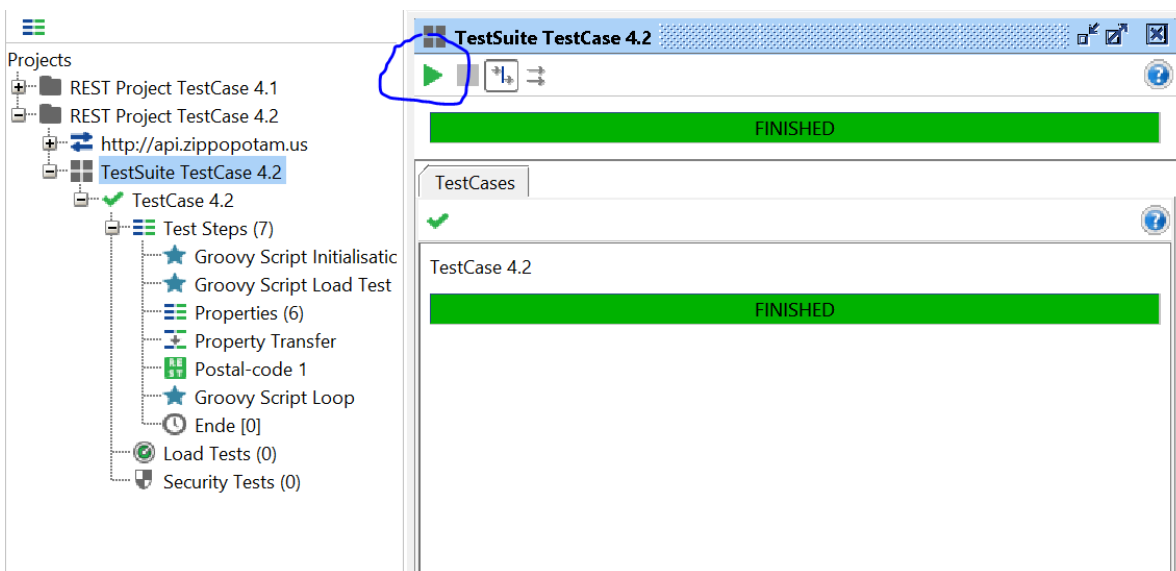 Projects
REST Project TestCase 4.1
REST Project TestCase 4.2
http://api.zippopotam.us
TestSuite TestCase 4.2
TestCase 4.2
Test Steps (7)
Groovy Script Initialisatic
Groovy Script Load Test
Properties (6)
Property Transfer
REST Postal-code 1
Groovy Script Loop
Ende [0]
Load Tests (0)
Security Tests (0)
TestSuite TestCase 4.2
FINISHED
TestCases
TestCase 4.2
FINISHED